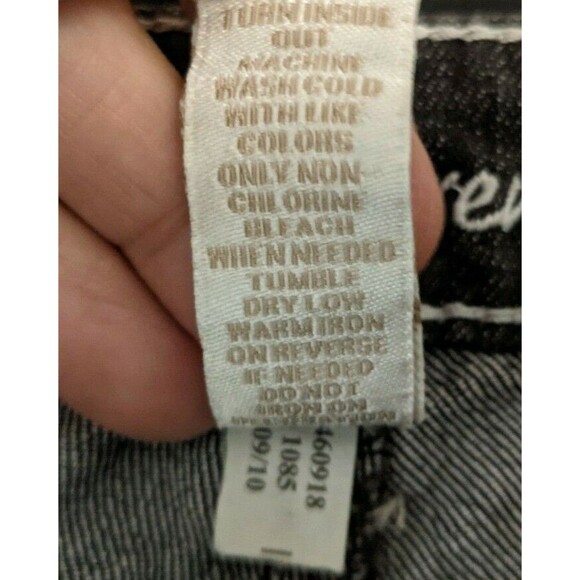 TURN INSIDE
OUT
MACHINE
WASH COLD
WITH LIKE
COLORS
ONLY NON-
CHLORINE
BLEACH
WHEN NEEDED
TUMBLE
DRY LOW
WARM IRON
ON REVERSE
IF NEEDED
DO NOT
IRON ON
460918
1085
09/10